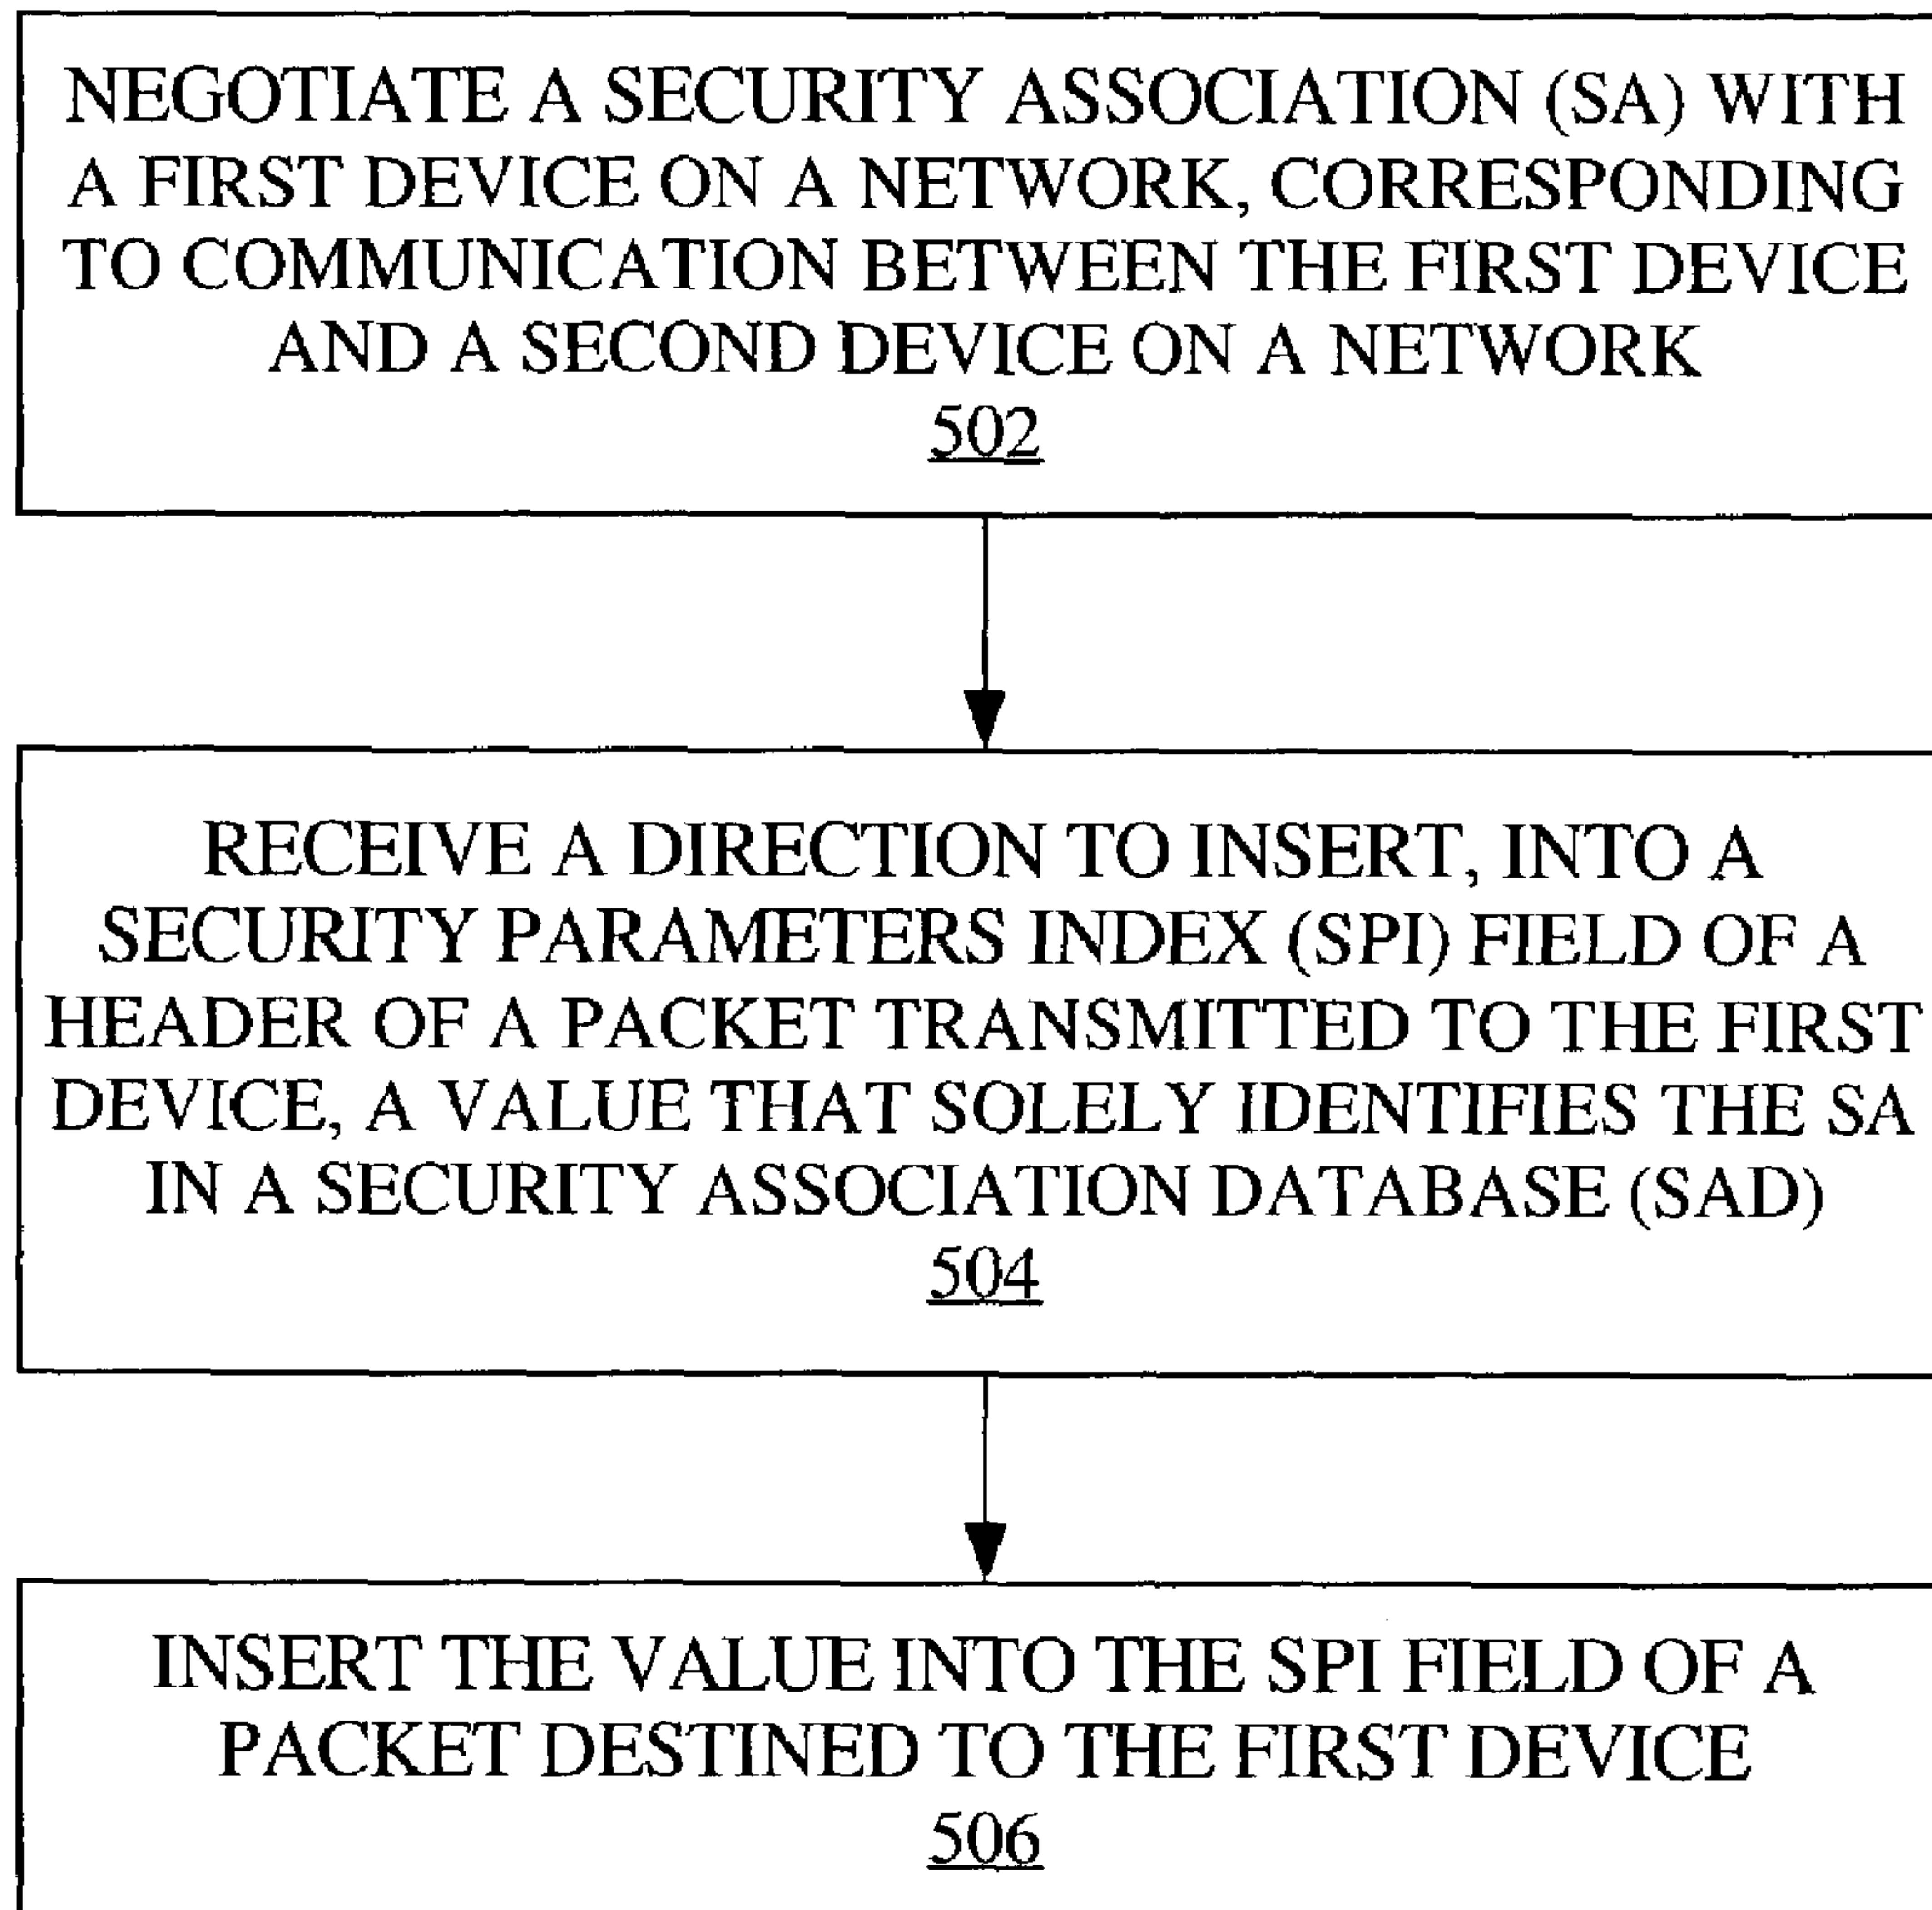 NEGOTIATE A SECURITY ASSOCIATION (SA) WITH
A FIRST DEVICE ON A NETWORK, CORRESPONDING
TO COMMUNICATION BETWEEN THE FIRST DEVICE
AND A SECOND DEVICE ON A NETWORK
502
RECEIVE A DIRECTION TO INSERT, INTO A
SECURITY PARAMETERS INDEX (SPI) FIELD OF A
HEADER OF A PACKET TRANSMITTED TO THE FIRST
DEVICE, A VALUE THAT SOLELY IDENTIFIES THE SA
IN A SECURITY ASSOCIATION DATABASE (SAD)
504
INSERT THE VALUE INTO THE SPI FIELD OF A
PACKET DESTINED TO THE FIRST DEVICE
506